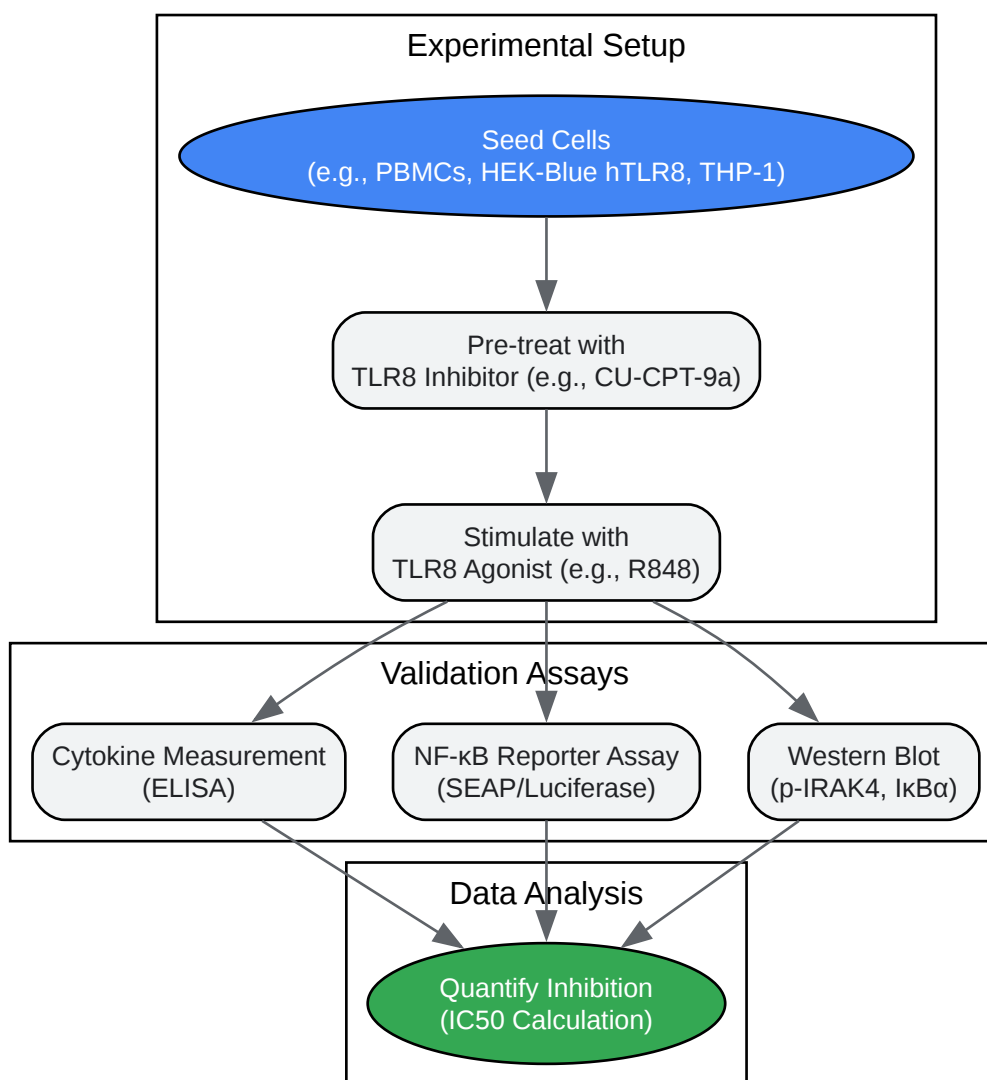 Experimental Setup
Seed Cells
(e.g., PBMCs, HEK-Blue hTLR8, THP-1)
Pre-treat with
TLR8 Inhibitor (e.g., CU-CPT-9a)
Stimulate with
TLR8 Agonist (e.g., R848)
Validation Assays
Cytokine Measurement
(ELISA)
NF-κB Reporter Assay
(SEAP/Luciferase)
Western Blot
(p-IRAK4, IκBα)
Data Analysis
Quantify Inhibition
(IC50 Calculation)